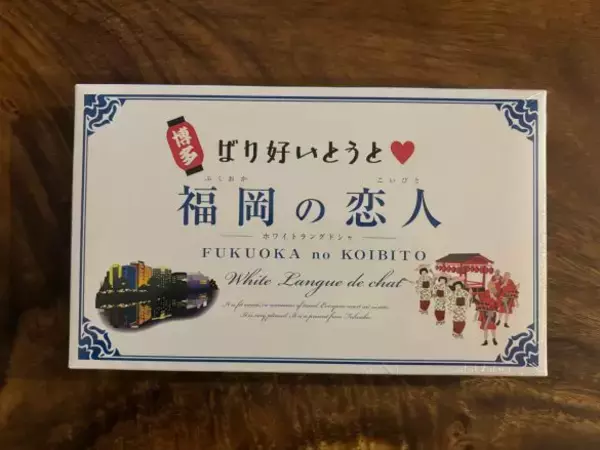 博多
ばり好いとうと♥
ふくおか こいびと
福岡の恋人
ホワイトラングドシャ
FUKUOKA no KOIBITO
White Langue de chat